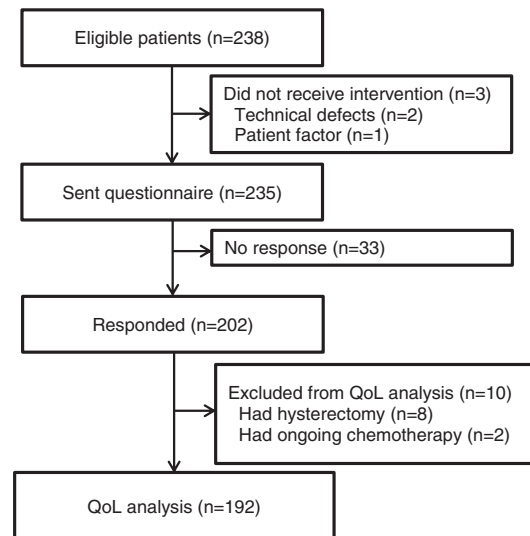 Eligible patients (n=238)
Did not receive intervention (n=3)
Technical defects (n=2)
Patient factor (n=1)
Sent questionnaire (n=235)
No response (n=33)
Responded (n=202)
Excluded from QoL analysis (n=10)
Had hysterectomy (n=8)
Had ongoing chemotherapy (n=2)
QoL analysis (n=192)